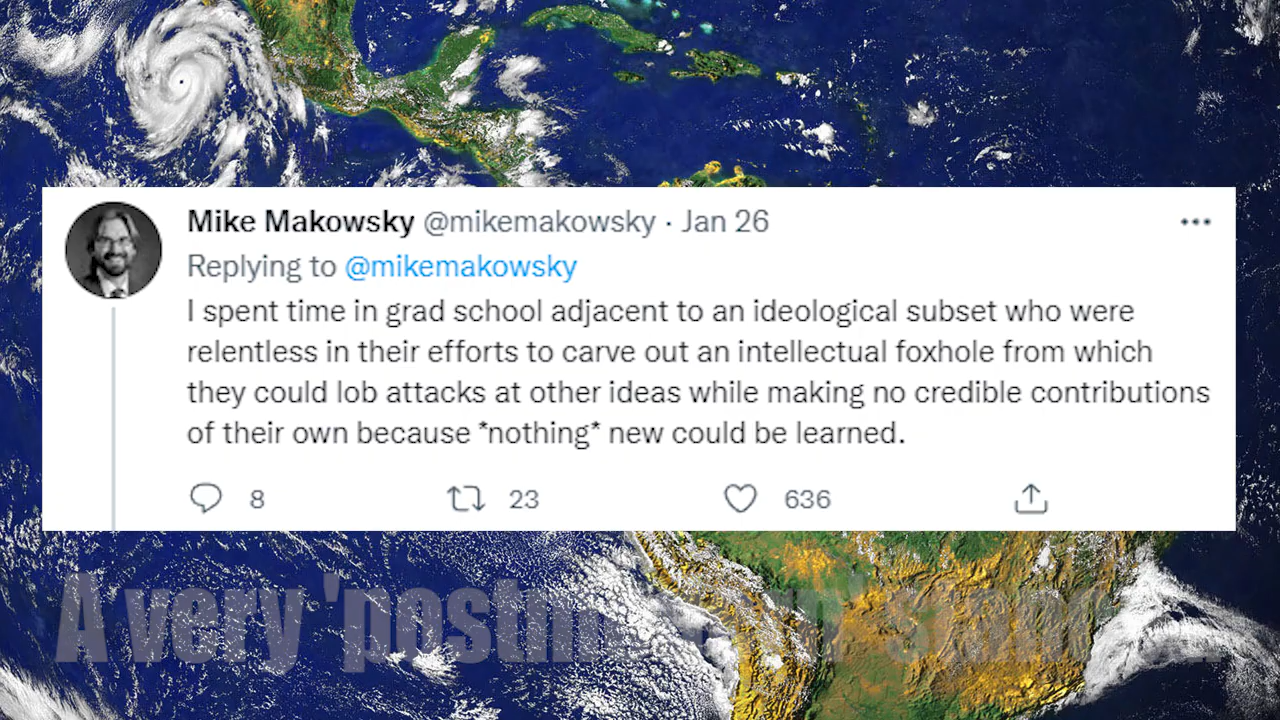 Mike Makowsky @mikemakowsky · Jan 26
Replying to @mikemakowsky
I spent time in grad school adjacent to an ideological subset who were
relentless in their efforts to carve out an intellectual foxhole from which
they could lob attacks at other ideas while making no credible contributions
of their own because *nothing* new could be learned.
8 23 636
A very